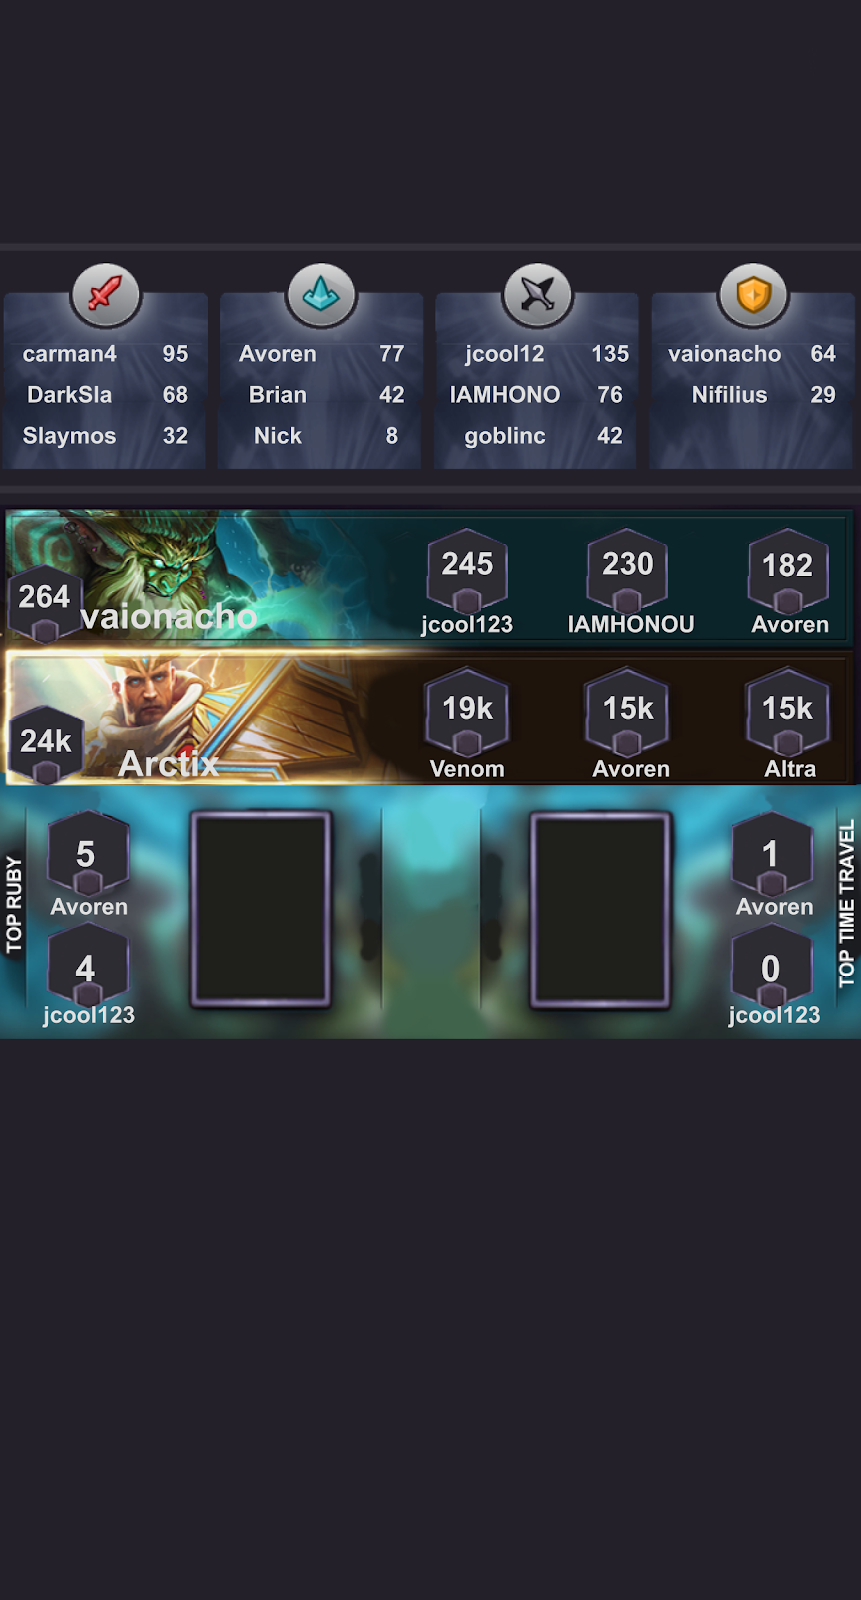 carman4 95
DarkSla 68
Slaymos 32
Avoren 77
Brian 42
Nick 8
jcool12 135
IAMHONO 76
goblinc 42
vaionacho 64
Nifilius 29
264
vaionacho
245
jcool123
230
IAMHONOU
182
Avoren
24k
Arctix
19k
Venom
15k
Avoren
15k
Altra
TOP RUBY
5
Avoren
4
jcool123
1
Avoren
0
jcool123
TOP TIME TRAVEL